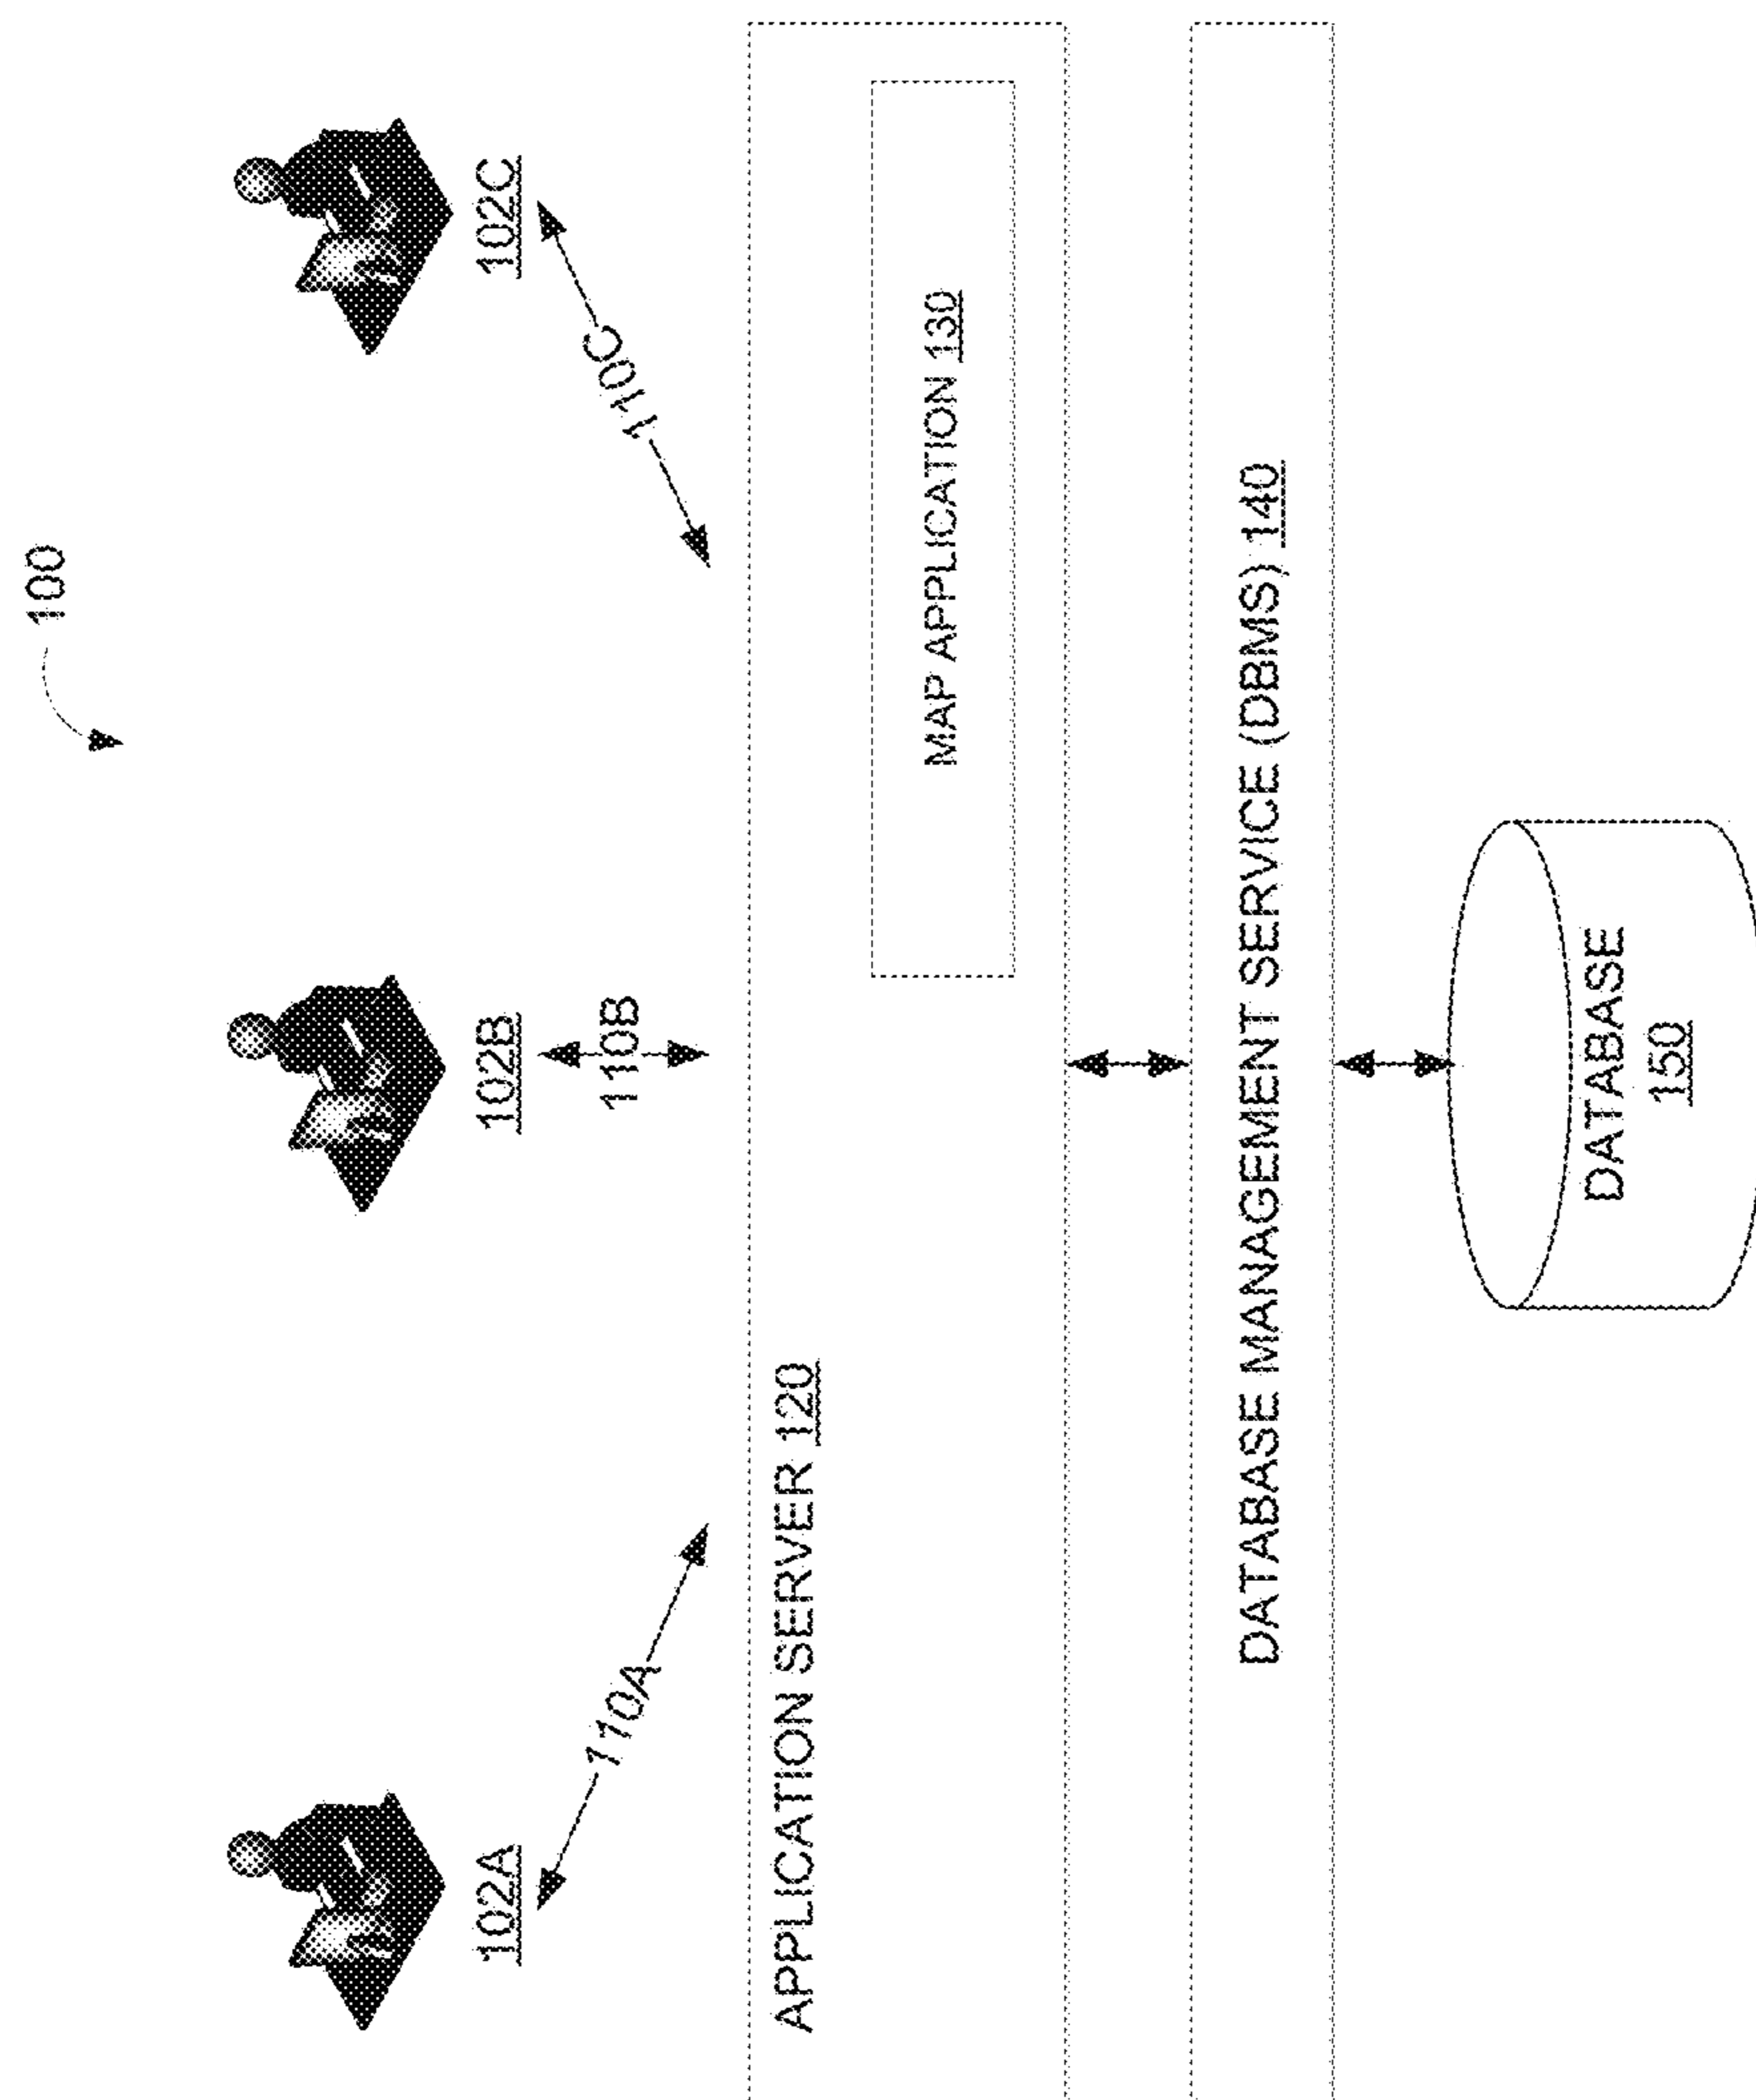 100
102A
102B
102C
110A
110B
110C
APPLICATION SERVER 120
MAP APPLICATION 130
DATABASE MANAGEMENT SERVICE (DBMS) 140
DATABASE
150